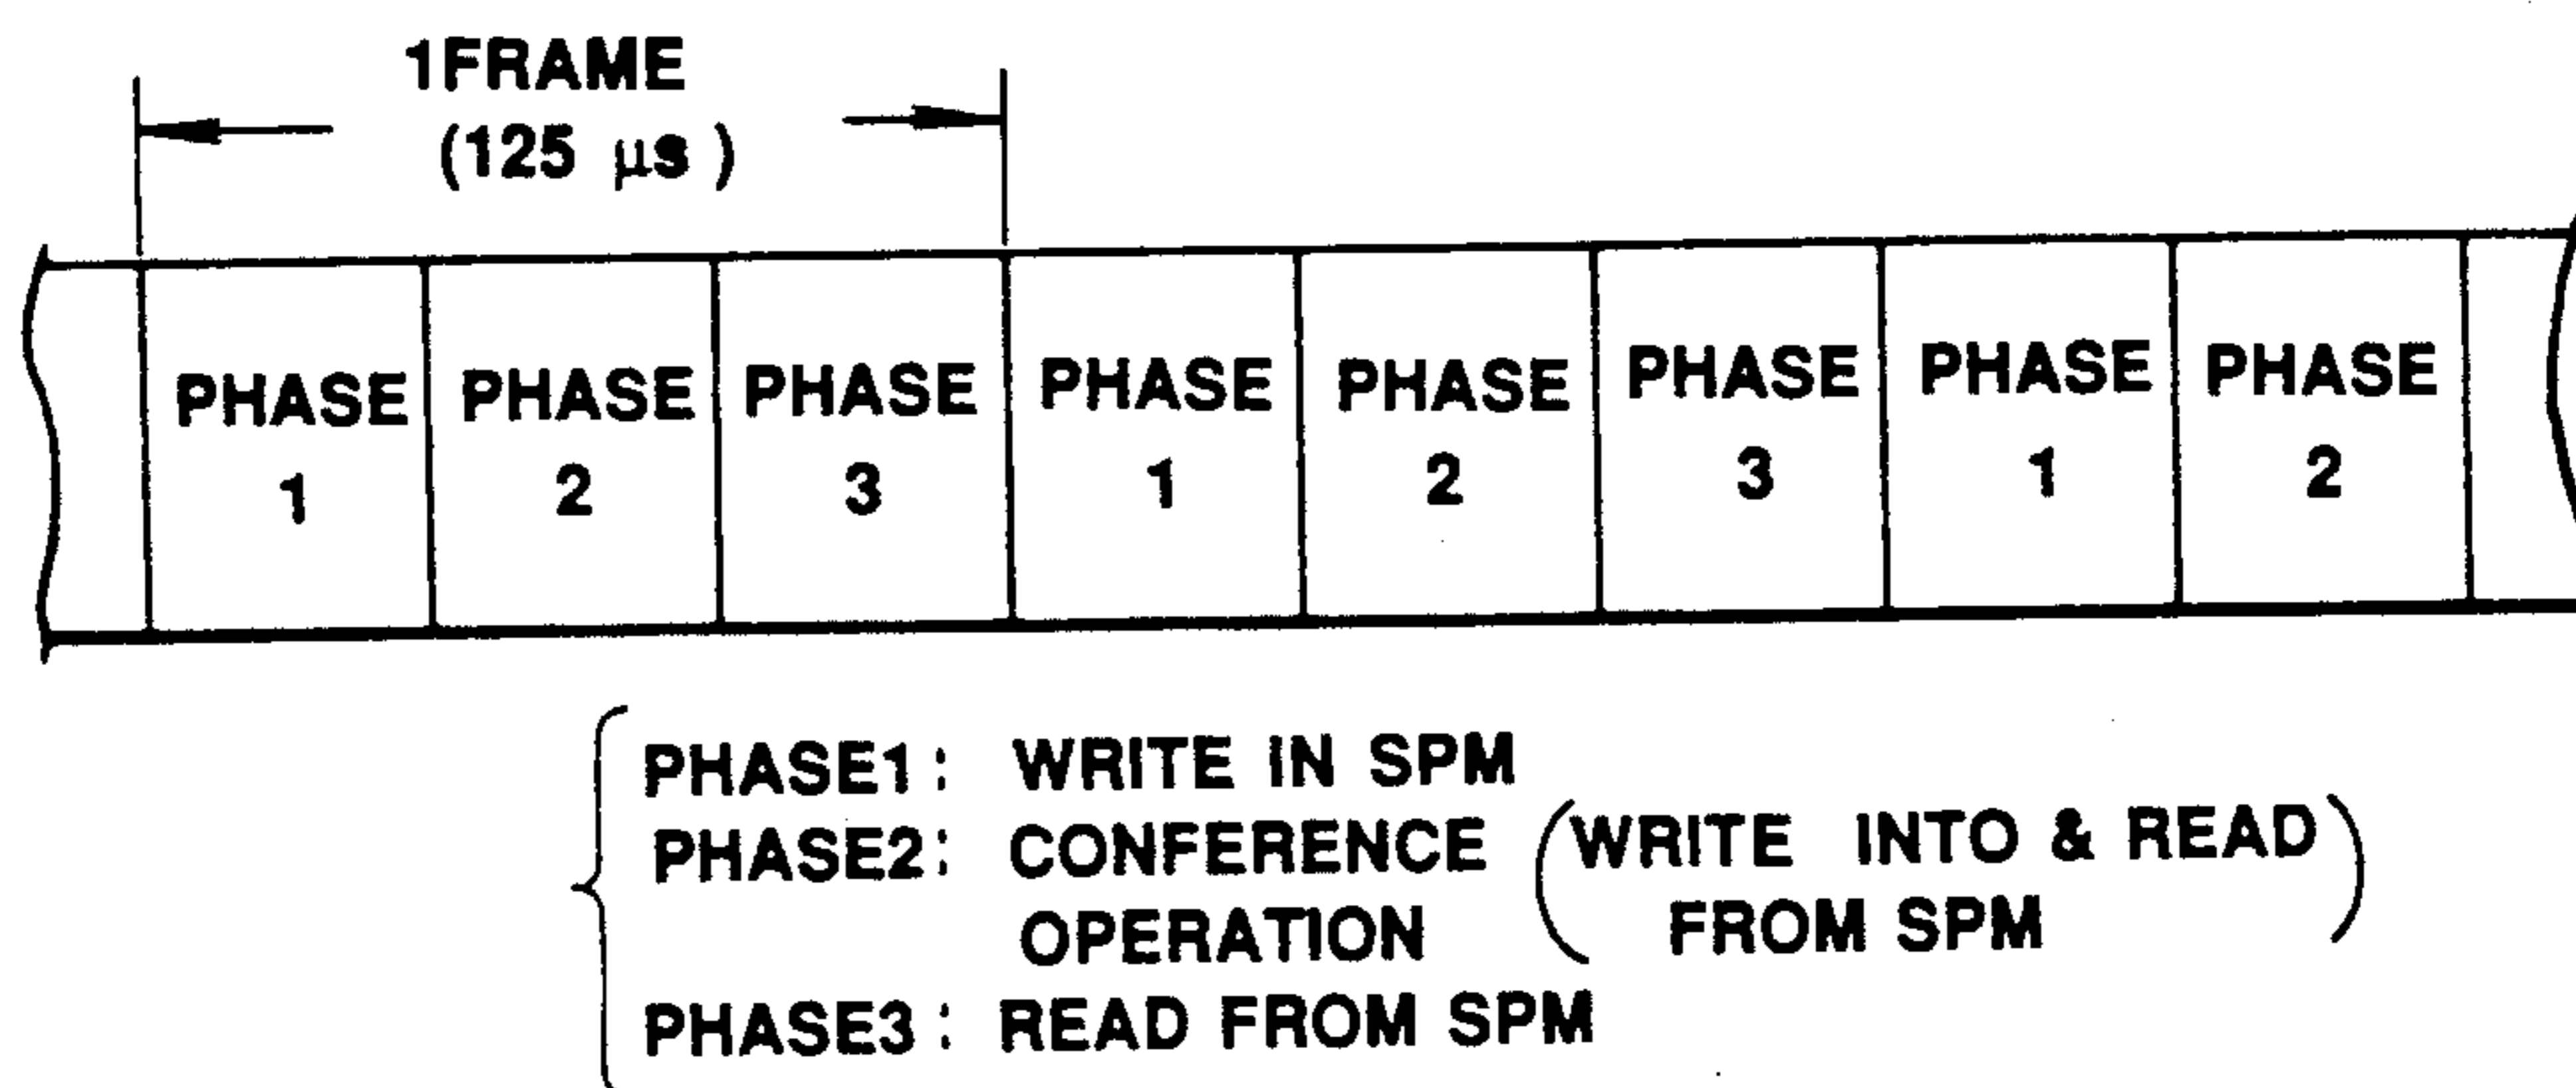 1FRAME
(125 μs )
PHASE 1
PHASE 2
PHASE 3
PHASE 1
PHASE 2
PHASE 3
PHASE 1
PHASE 2
PHASE1 : WRITE IN SPM
PHASE2 : CONFERENCE (WRITE INTO & READ
OPERATION FROM SPM)
PHASE3 : READ FROM SPM